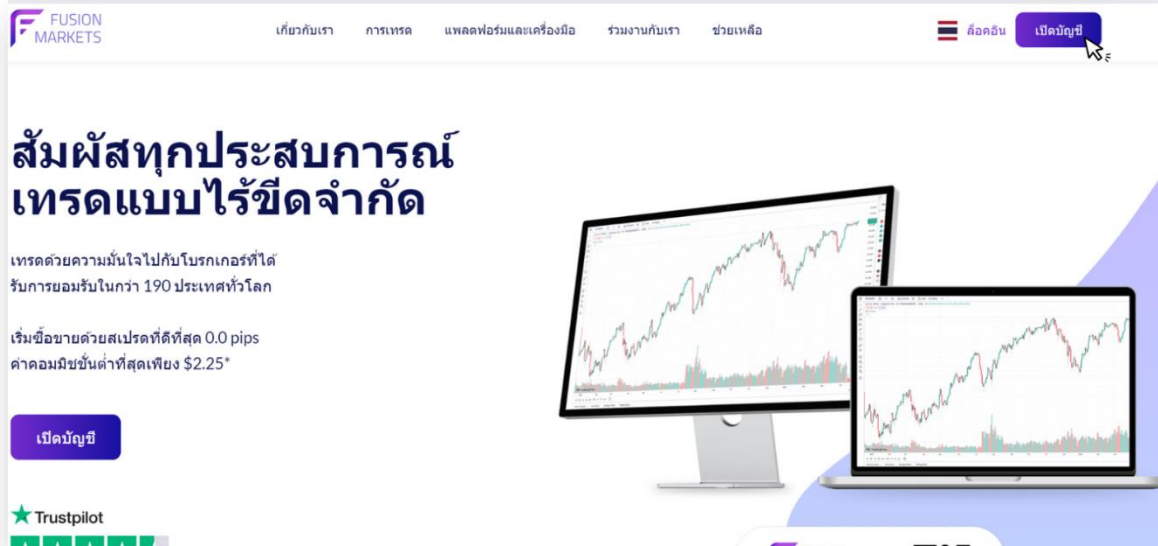 FUSION
MARKETS
เกี่ยวกับเรา
การเทรด
แพลตฟอร์มและเครื่องมือ
ร่วมงานกับเรา
ช่วยเหลือ
ล็อคอิน
เปิดบัญชี
สัมผัสทุกประสบการณ์
เทรดแบบไร้ขีดจำกัด
เทรดด้วยความมั่นใจไปกับโบรกเกอร์ที่ได้
รับการยอมรับในกว่า 190 ประเทศทั่วโลก
เริ่มซื้อขายด้วยสเปรดที่ดีที่สุด 0.0 pips
ค่าคอมมิชชั่นต่ำที่สุดเพียง $2.25*
เปิดบัญชี
Trustpilot